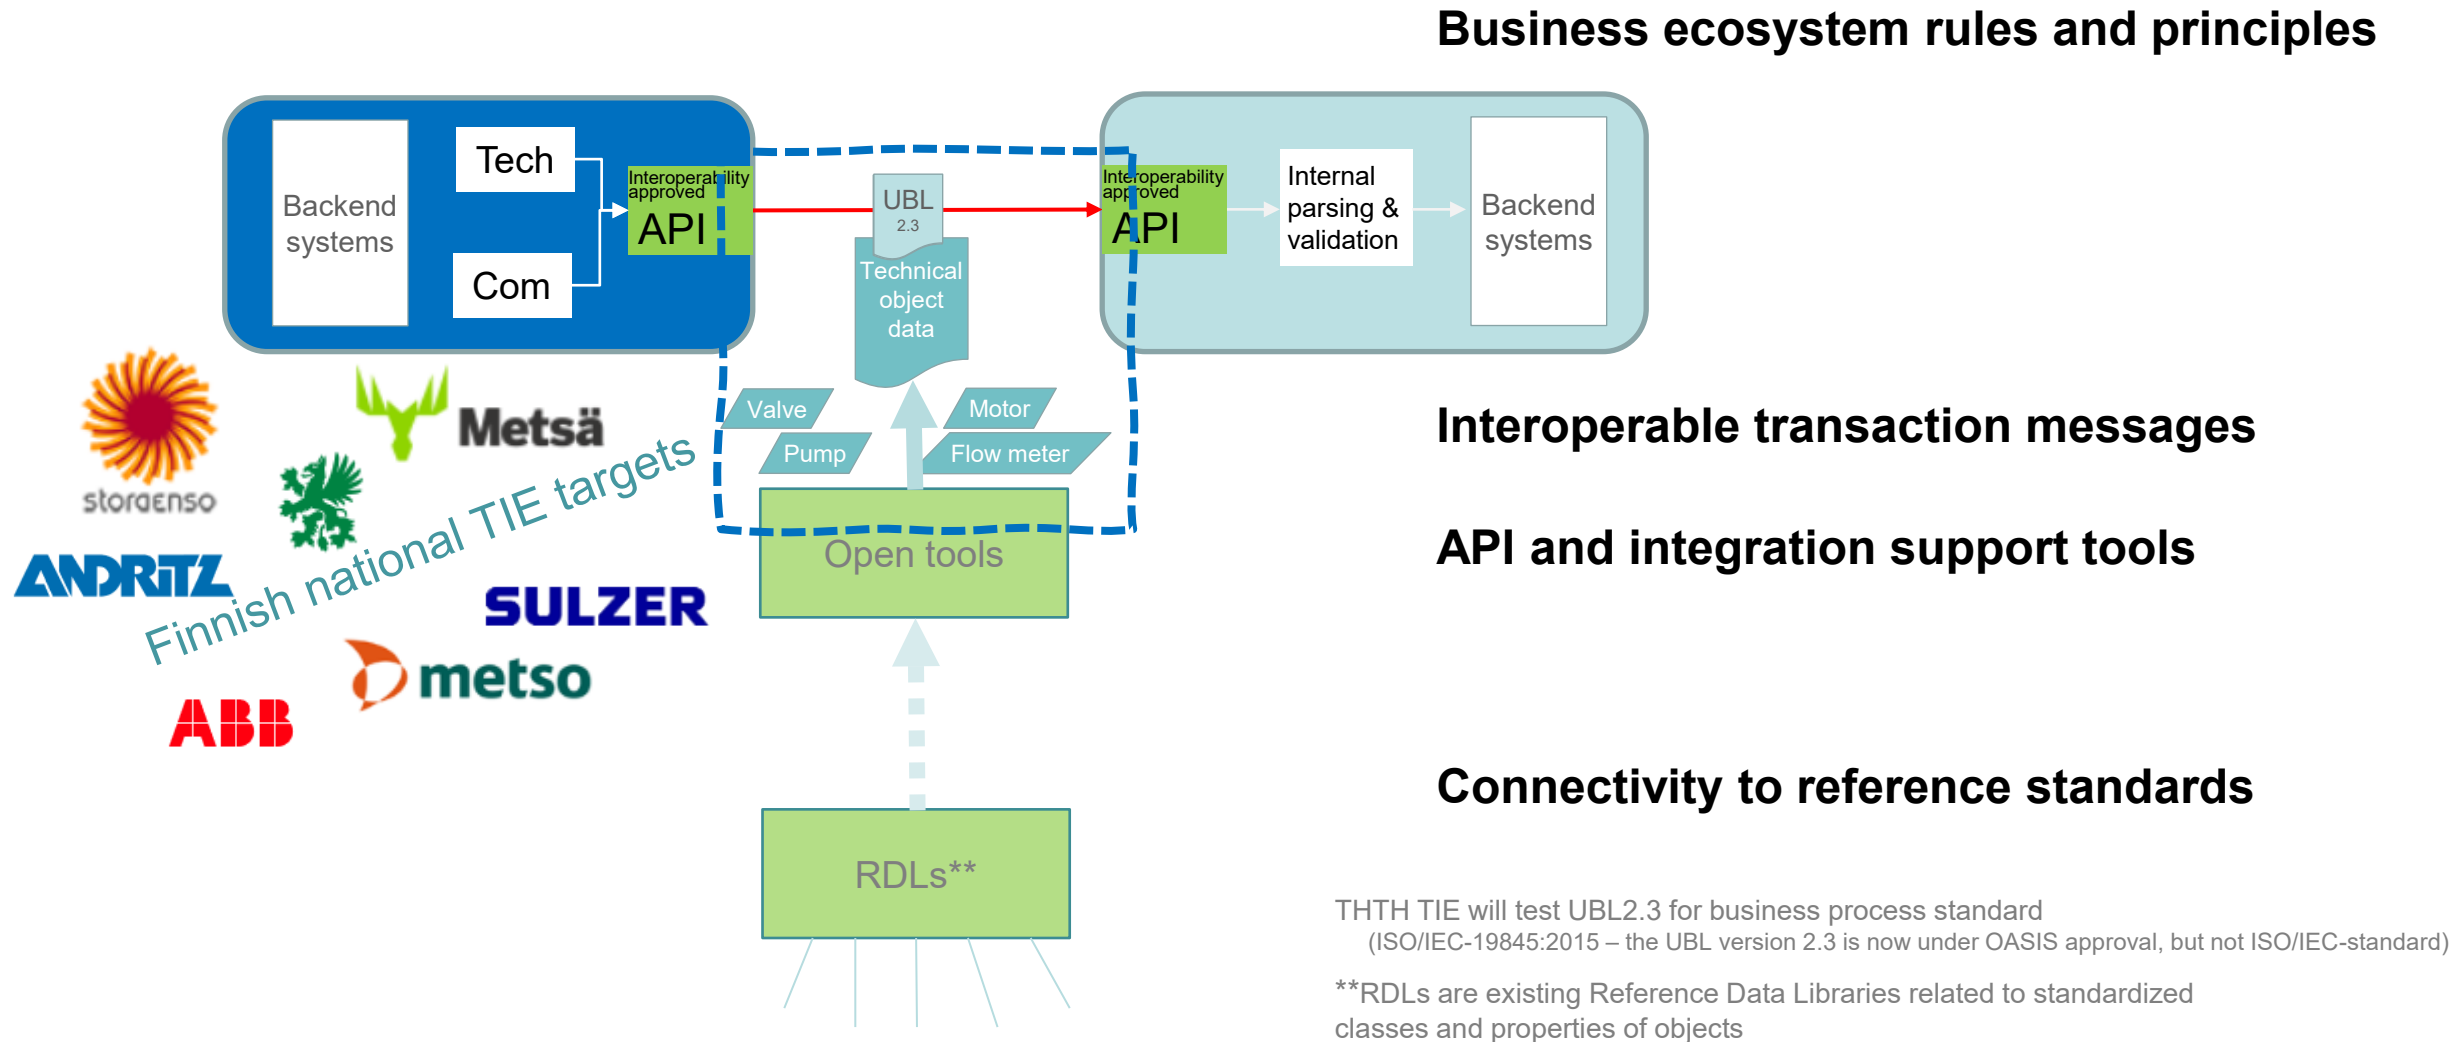 Business ecosystem rules and principles
Backend
systems
Tech
Com
Interoperability
approved
API
UBL
2.3
Technical
object
data
Interoperability
approved
API
Internal
parsing &
validation
Backend
systems
Valve
Motor
Pump
Flow meter
Open tools
RDLs**
storaenso
Metsä
ANDRITZ
Finnish national TIE targets
SULZER
metso
ABB
Interoperable transaction messages
API and integration support tools
Connectivity to reference standards
THTH TIE will test UBL2.3 for business process standard
(ISO/IEC-19845:2015 – the UBL version 2.3 is now under OASIS approval, but not ISO/IEC-standard)
**RDLs are existing Reference Data Libraries related to standardized
classes and properties of objects